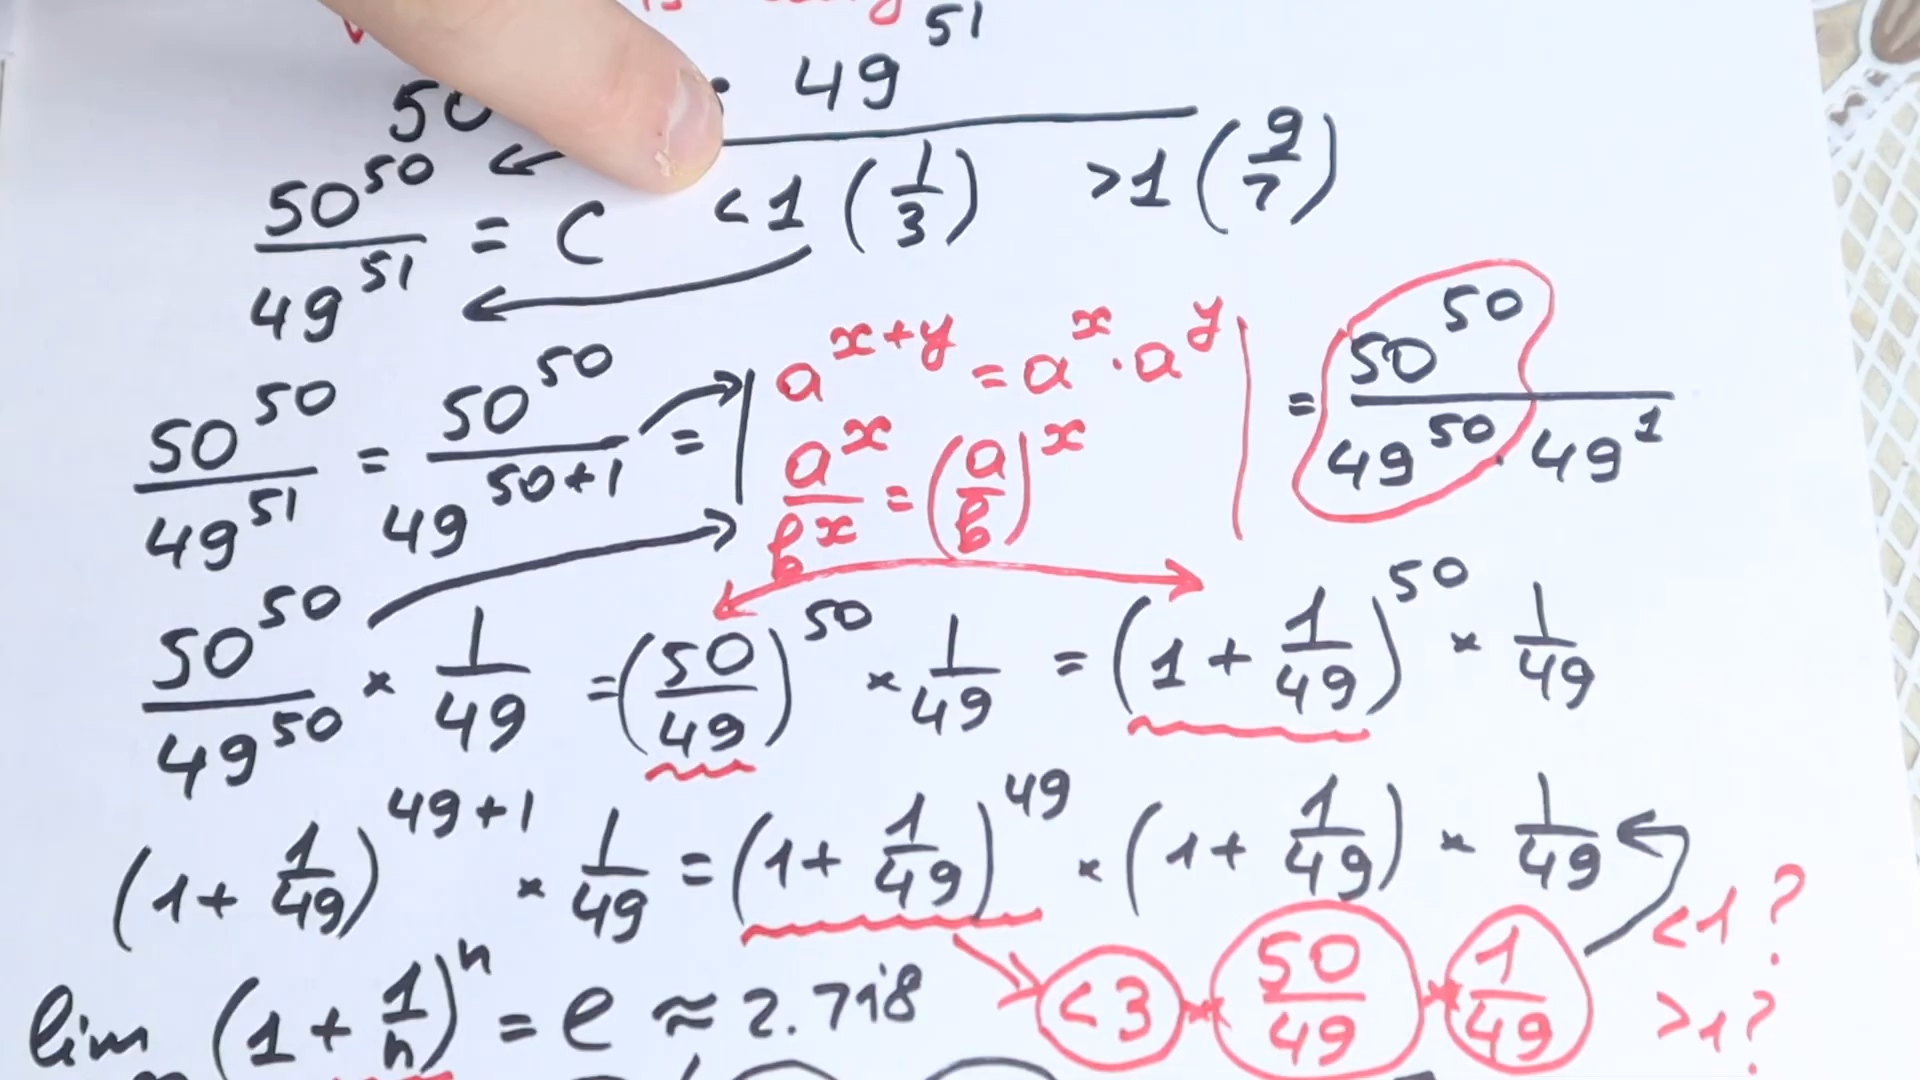 51
50 49
50^50 / 49^51 = C <1 (1/3) >1 (9/7)
50^50 / 49^51 = 50^50 / 49^(50+1) = | a^(x+y) = a^x · a^y | = 50^50 / 49^50 · 49^1
a^x / b^x = (a/b)^x
50^50 / 49^50 × 1/49 = (50/49)^50 × 1/49 = (1 + 1/49)^50 × 1/49
(1 + 1/49)^(49+1) × 1/49 = (1 + 1/49)^49 × (1 + 1/49) × 1/49
<1 ?
lim (1 + 1/n)^n = e ≈ 2.718 <3 × 50/49 × 1/49 >1 ?